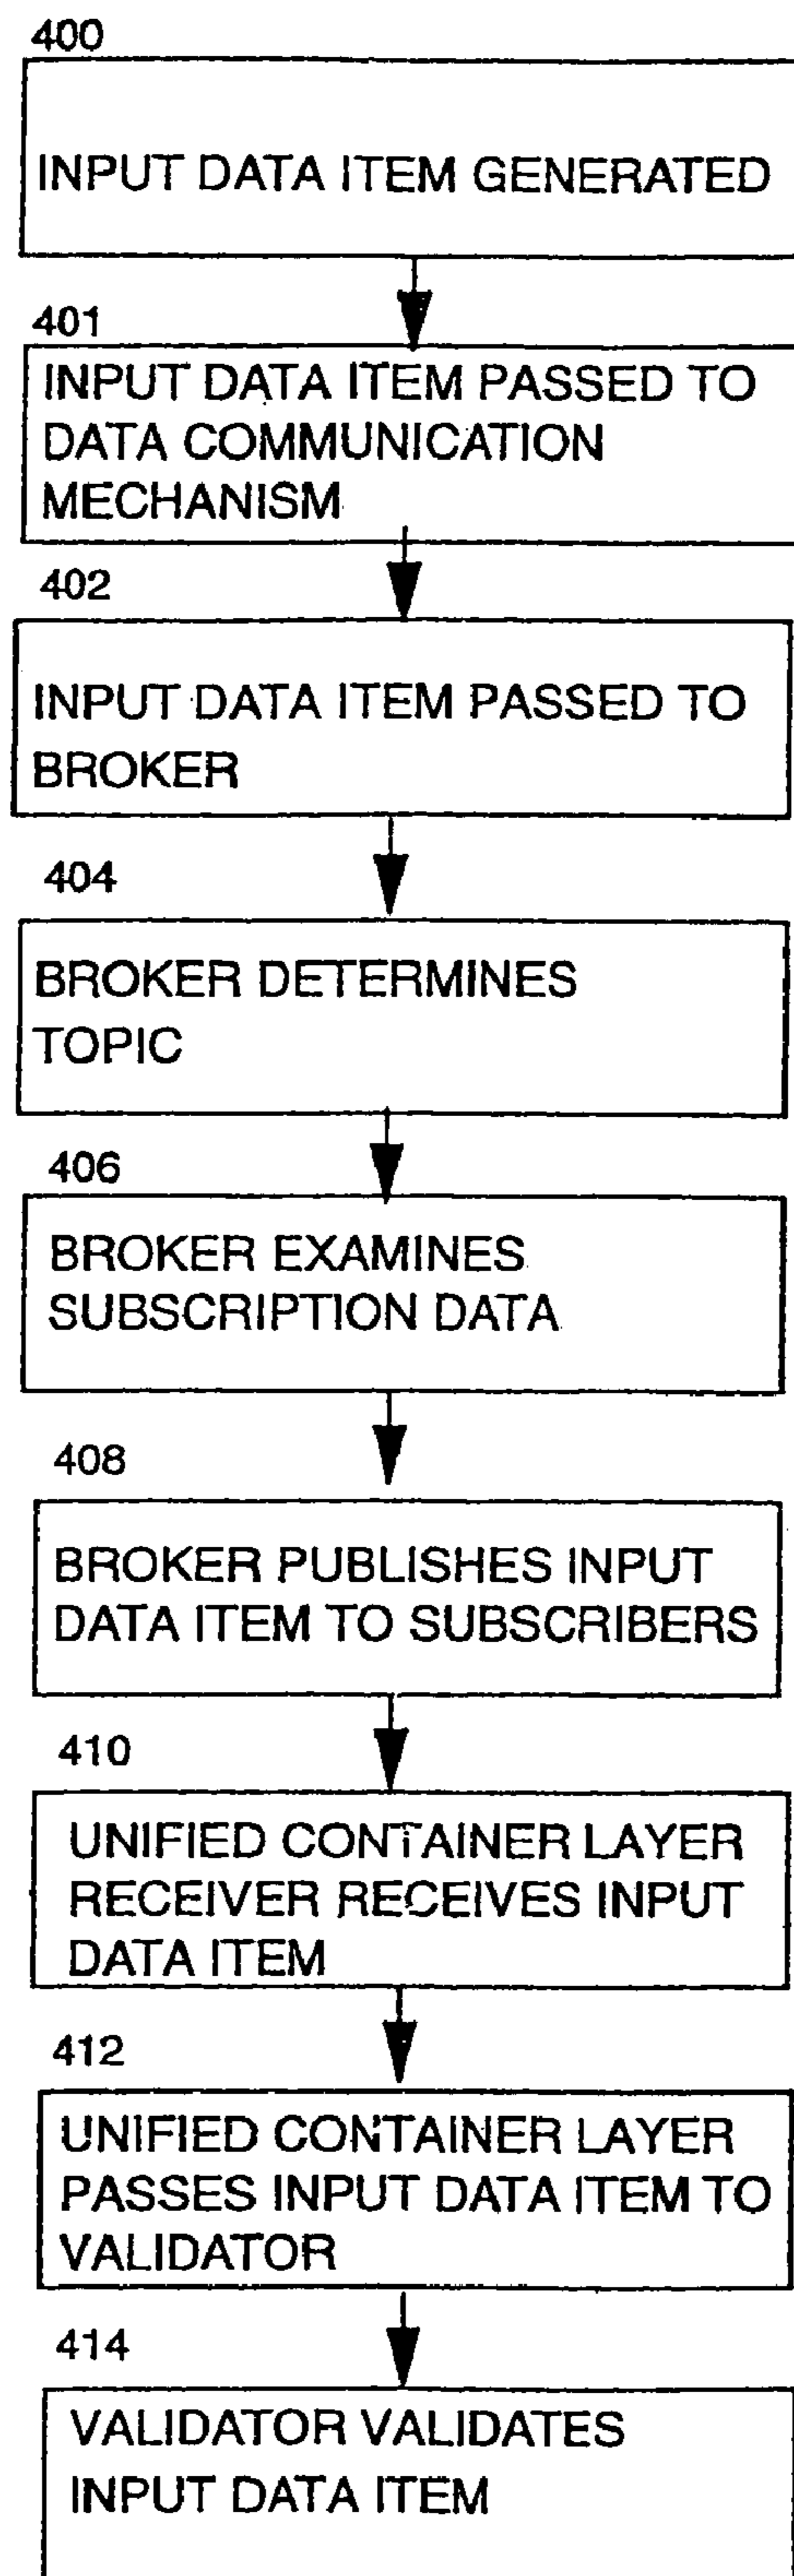 400
INPUT DATA ITEM GENERATED
401
INPUT DATA ITEM PASSED TO
DATA COMMUNICATION
MECHANISM
402
INPUT DATA ITEM PASSED TO
BROKER
404
BROKER DETERMINES
TOPIC
406
BROKER EXAMINES
SUBSCRIPTION DATA
408
BROKER PUBLISHES INPUT
DATA ITEM TO SUBSCRIBERS
410
UNIFIED CONTAINER LAYER
RECEIVER RECEIVES INPUT
DATA ITEM
412
UNIFIED CONTAINER LAYER
PASSES INPUT DATA ITEM TO
VALIDATOR
414
VALIDATOR VALIDATES
INPUT DATA ITEM